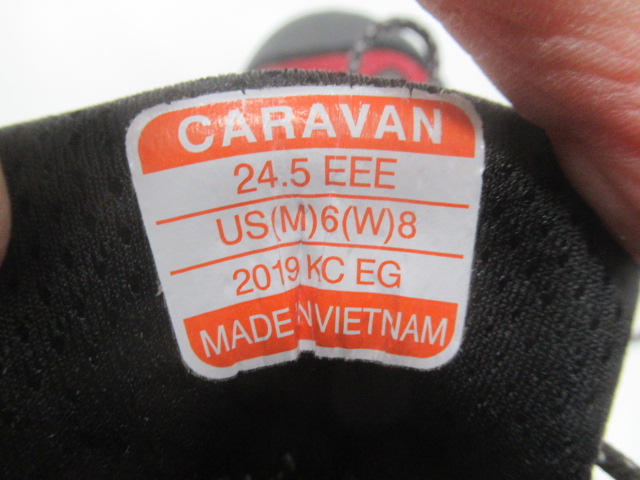 CARAVAN
24.5 EEE
US(M)6(W)8
2019 KC EG
MADE IN VIETNAM